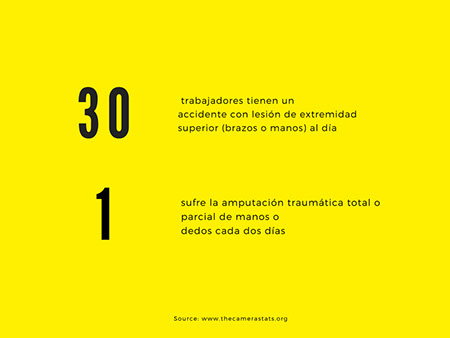 30
trabajadores tienen un
accidente con lesión de extremidad
superior (brazos o manos) al día
1
sufre la amputación traumática total o
parcial de manos o
dedos cada dos días
Source: www.thecamerastats.org